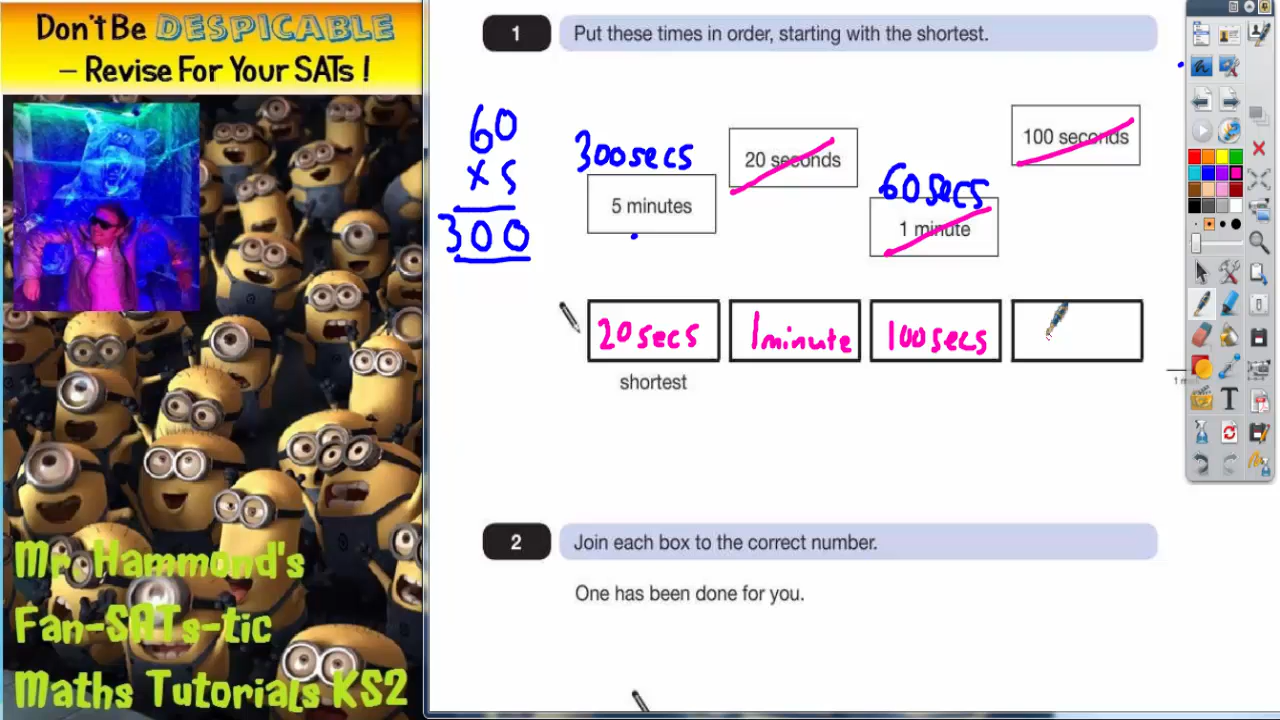 Don't Be DESPICABLE
– Revise For Your SATs !
Mr. Hammond's
Fan-SATs-tic
Maths Tutorials KS2
1 Put these times in order, starting with the shortest.
60
x5
300
300secs
5 minutes
20 seconds
60secs
1 minute
100 seconds
20secs 1minute 100secs
shortest
2 Join each box to the correct number.
One has been done for you.